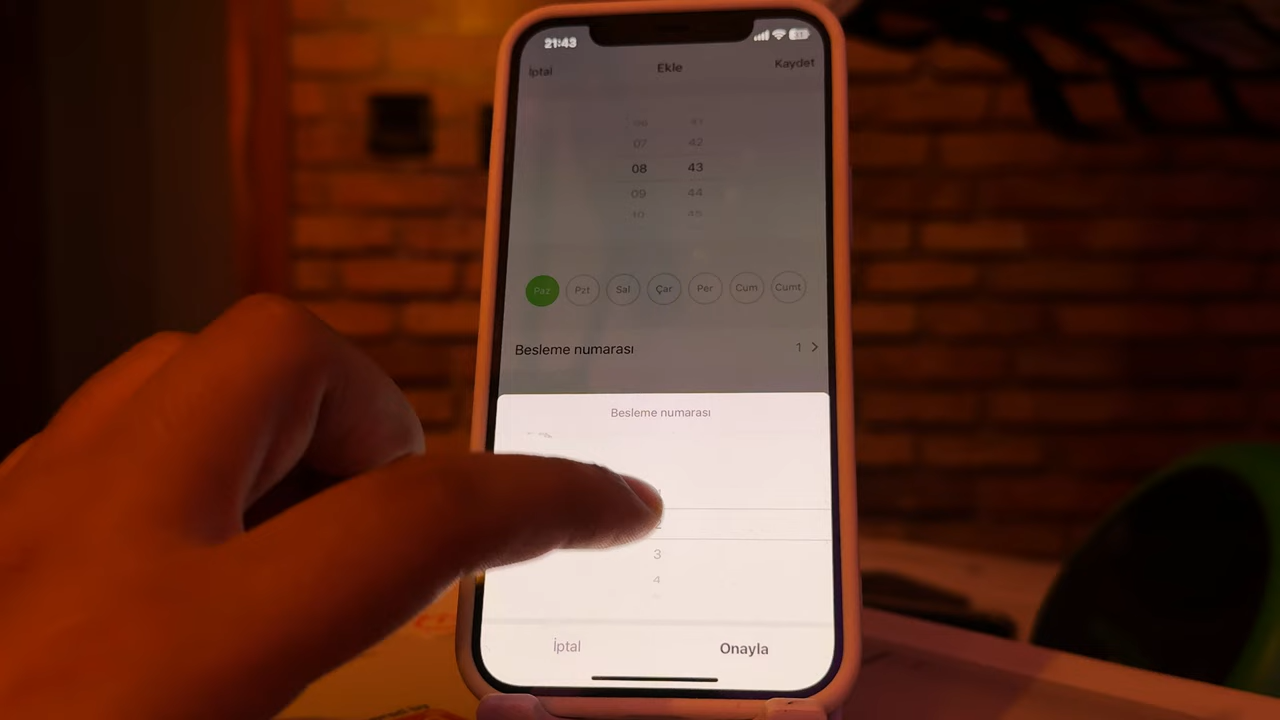 21:43
İptal Ekle Kaydet
07 42
08 43
09 44
10 45
Paz Pzt Sal Çar Per Cum Cumt
Besleme numarası 1
Besleme numarası
3
4
İptal Onayla